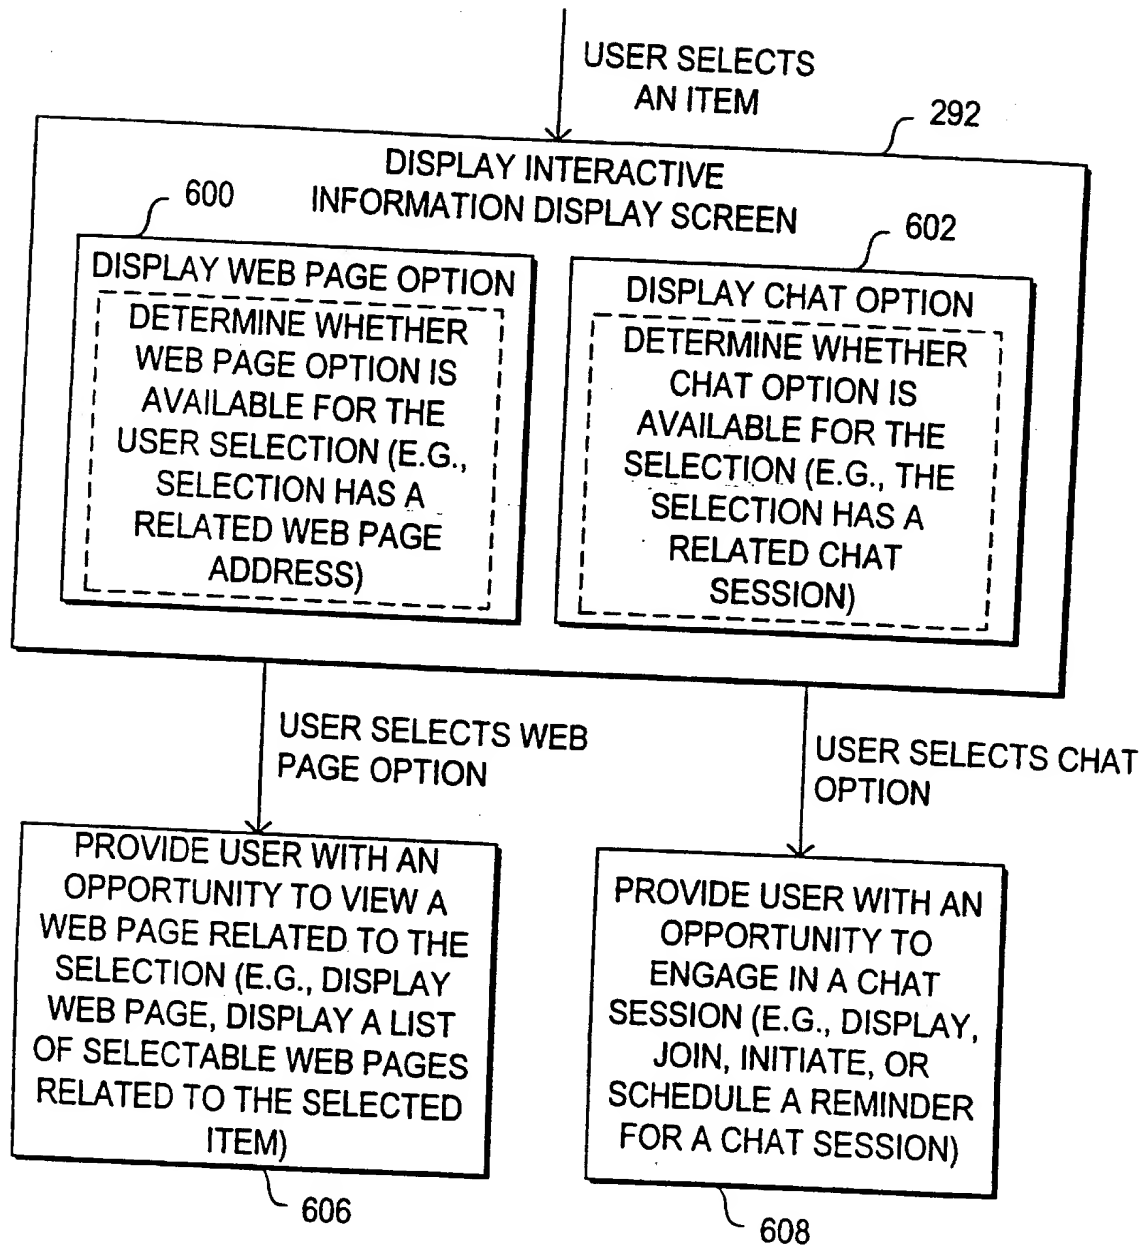 USER SELECTS
AN ITEM
292
DISPLAY INTERACTIVE
INFORMATION DISPLAY SCREEN
600
DISPLAY WEB PAGE OPTION
DETERMINE WHETHER
WEB PAGE OPTION IS
AVAILABLE FOR THE
USER SELECTION (E.G.,
SELECTION HAS A
RELATED WEB PAGE
ADDRESS)
602
DISPLAY CHAT OPTION
DETERMINE WHETHER
CHAT OPTION IS
AVAILABLE FOR THE
SELECTION (E.G., THE
SELECTION HAS A
RELATED CHAT
SESSION)
USER SELECTS WEB
PAGE OPTION
USER SELECTS CHAT
OPTION
PROVIDE USER WITH AN
OPPORTUNITY TO VIEW A
WEB PAGE RELATED TO THE
SELECTION (E.G., DISPLAY
WEB PAGE, DISPLAY A LIST
OF SELECTABLE WEB PAGES
RELATED TO THE SELECTED
ITEM)
606
PROVIDE USER WITH AN
OPPORTUNITY TO
ENGAGE IN A CHAT
SESSION (E.G., DISPLAY,
JOIN, INITIATE, OR
SCHEDULE A REMINDER
FOR A CHAT SESSION)
608